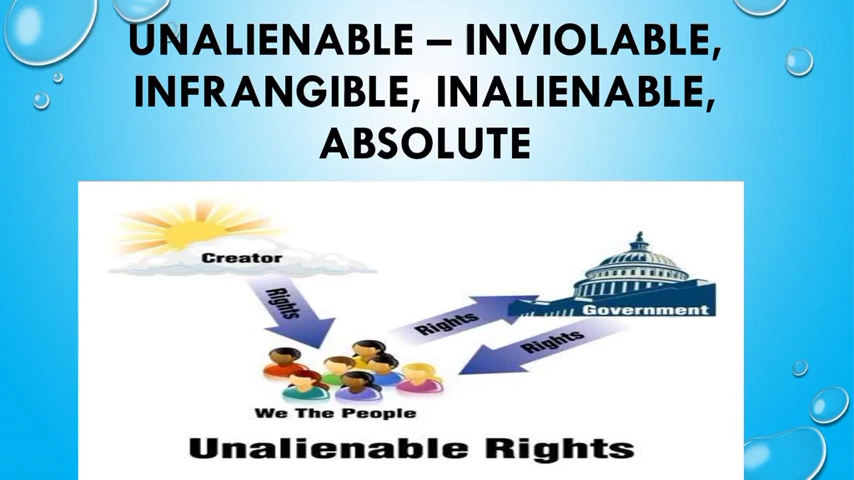 UNALIENABLE – INVIOLABLE,
INFRANGIBLE, INALIENABLE,
ABSOLUTE
Creator
Rights
Government
Rights
Rights
We The People
Unalienable Rights